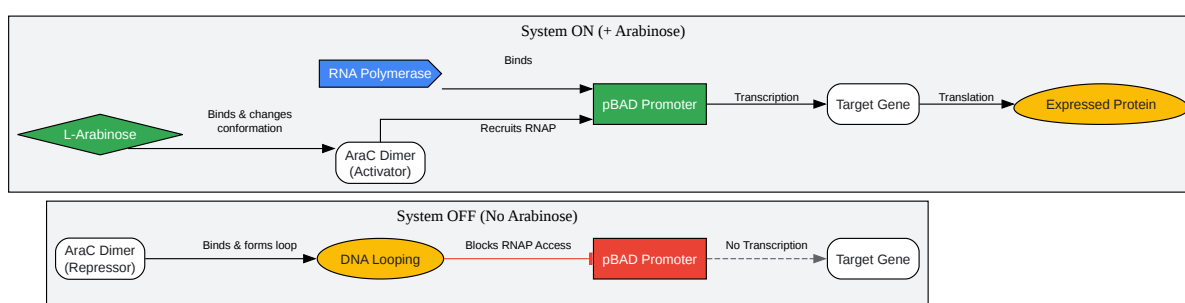 System ON (+ Arabinose)
RNA Polymerase
Binds
pBAD Promoter
Transcription
Target Gene
Translation
Expressed Protein
L-Arabinose
Binds & changes
conformation
Recruits RNAP
AraC Dimer
(Activator)
System OFF (No Arabinose)
AraC Dimer
(Repressor)
Binds & forms loop
DNA Looping
Blocks RNAP Access
pBAD Promoter
No Transcription
Target Gene